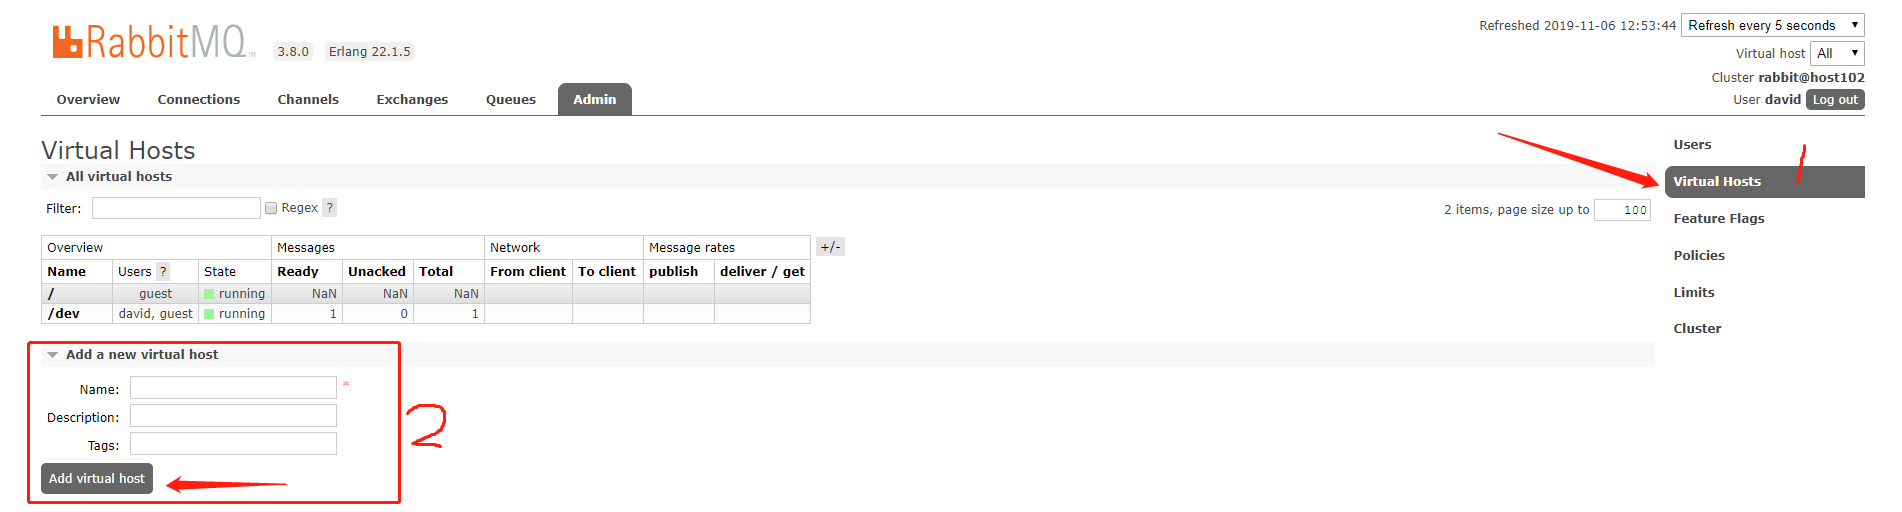 RabbitMQ TM 3.8.0 Erlang 22.1.5
Refreshed 2019-11-06 12:53:44 Refresh every 5 seconds
Virtual host All
Cluster rabbit@host102
User david Log out
Overview Connections Channels Exchanges Queues Admin
Virtual Hosts
All virtual hosts
Filter: Regex ?
2 items, page size up to 100
Overview Messages Network Message rates +/-
Name Users ? State Ready Unacked Total From client To client publish deliver / get
/ guest running NaN NaN NaN
/dev david, guest running 1 0 1
Add a new virtual host
Name: *
Description:
Tags:
Add virtual host
2
Users
Virtual Hosts 1
Feature Flags
Policies
Limits
Cluster